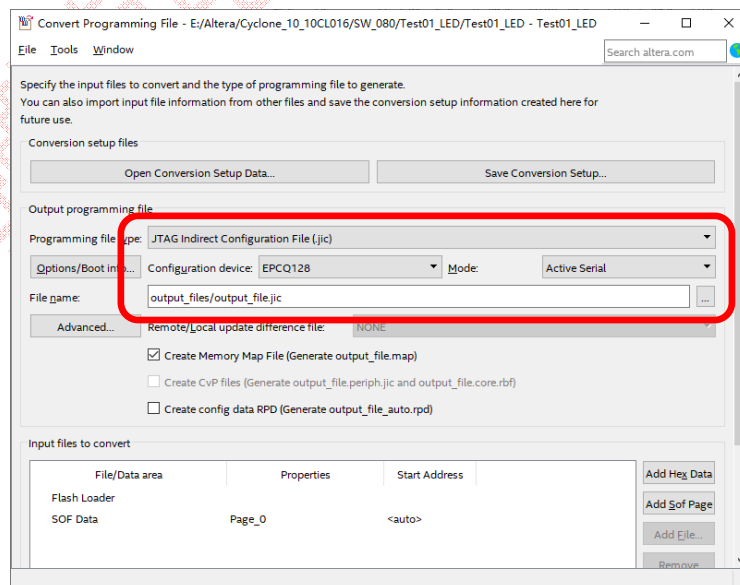 Convert Programming File - E:/Altera/Cyclone_10_10CL016/SW_080/Test01_LED/Test01_LED - Test01_LED
File Tools Window
Search altera.com
Specify the input files to convert and the type of programming file to generate.
You can also import input file information from other files and save the conversion setup information created here for
future use.
Conversion setup files
Open Conversion Setup Data...
Save Conversion Setup...
Output programming file
Programming file type: JTAG Indirect Configuration File (.jic)
Options/Boot info... Configuration device: EPCQ128 Mode: Active Serial
File name: output_files/output_file.jic ...
Advanced... Remote/Local update difference file: NONE
Create Memory Map File (Generate output_file.map)
Create CvP files (Generate output_file.periph.jic and output_file.core.rbf)
Create config data RPD (Generate output_file_auto.rpd)
Input files to convert
File/Data area Properties Start Address
Add Hex Data
Flash Loader
Add Sof Page
SOF Data Page_0 <auto>
Add File...
Remove